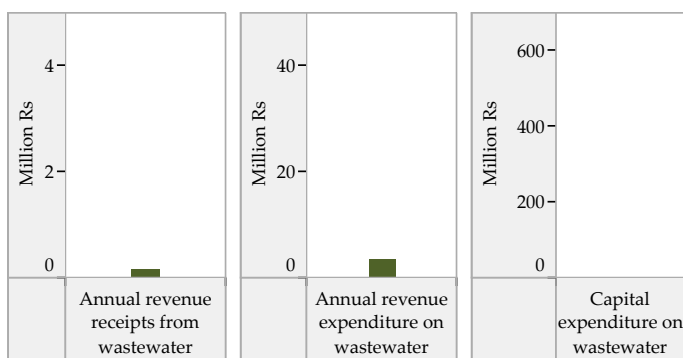 Million Rs
4
2
0
Annual revenue
receipts from
wastewater
Million Rs
40
20
0
Annual revenue
expenditure on
wastewater
Million Rs
600
400
200
0
Capital
expenditure on
wastewater